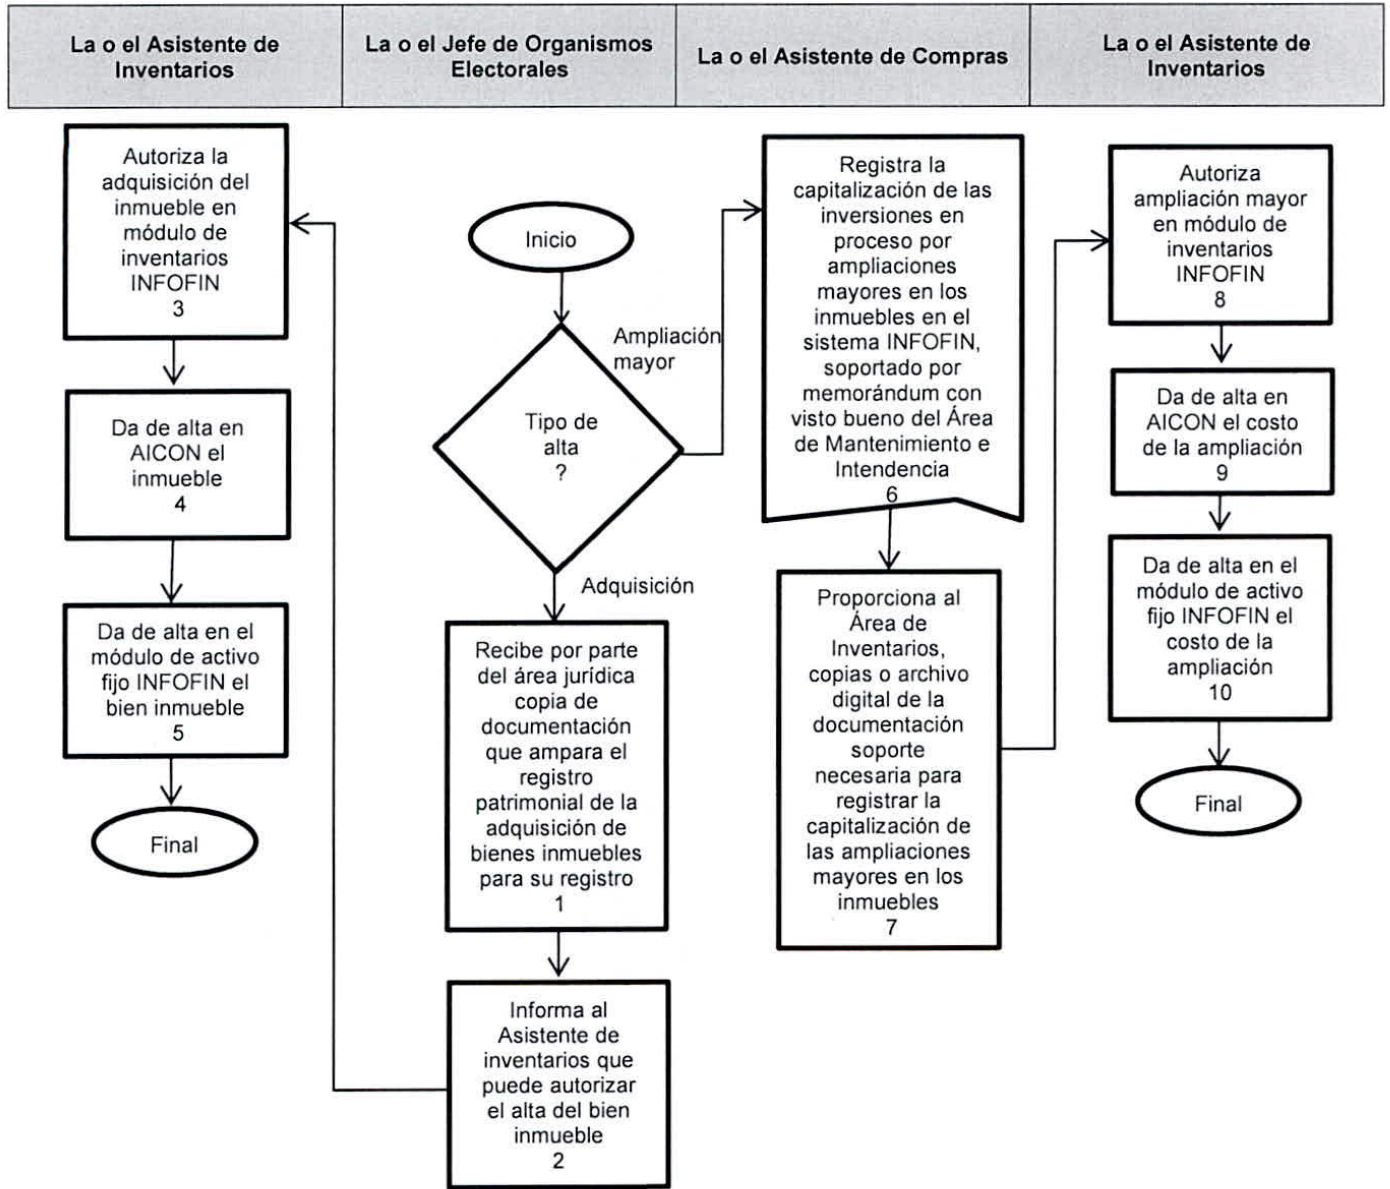 La o el Asistente de
Inventarios
La o el Jefe de Organismos
Electorales
La o el Asistente de Compras
La o el Asistente de
Inventarios
Autoriza la
adquisición del
inmueble en
módulo de
inventarios
INFOFIN
3
Da de alta en
AICON el
inmueble
4
Da de alta en el
módulo de activo
fijo INFOFIN el
bien inmueble
5
Final
Inicio
Tipo de
alta
?
Ampliación
mayor
Adquisición
Recibe por parte
del área jurídica
copia de
documentación
que ampara el
registro
patrimonial de la
adquisición de
bienes inmuebles
para su registro
1
Informa al
Asistente de
inventarios que
puede autorizar
el alta del bien
inmueble
2
Registra la
capitalización de las
inversiones en
proceso por
ampliaciones
mayores en los
inmuebles en el
sistema INFOFIN,
soportado por
memorándum con
visto bueno del Área
de Mantenimiento e
Intendencia
6
Proporciona al
Área de
Inventarios,
copias o archivo
digital de la
documentación
soporte
necesaria para
registrar la
capitalización de
las ampliaciones
mayores en los
inmuebles
7
Autoriza
ampliación mayor
en módulo de
inventarios
INFOFIN
8
Da de alta en
AICON el costo
de la ampliación
9
Da de alta en el
módulo de activo
fijo INFOFIN el
costo de la
ampliación
10
Final